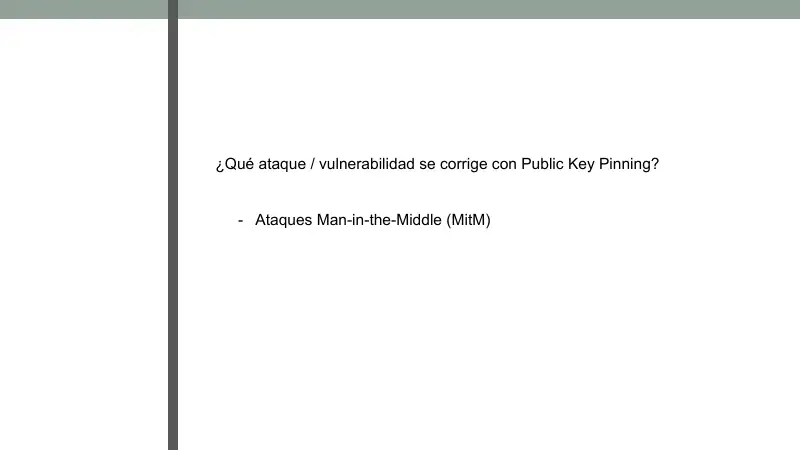 ¿Qué ataque / vulnerabilidad se corrige con Public Key Pinning?
- Ataques Man-in-the-Middle (MitM)